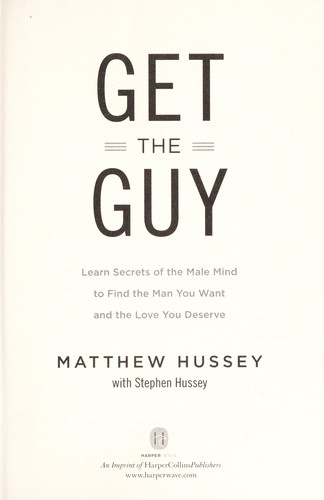 GET
THE
GUY
Learn Secrets of the Male Mind
to Find the Man You Want
and the Love You Deserve
MATTHEW HUSSEY
with Stephen Hussey
H
HARPER WAVE
An Imprint of HarperCollinsPublishers
www.harperwave.com